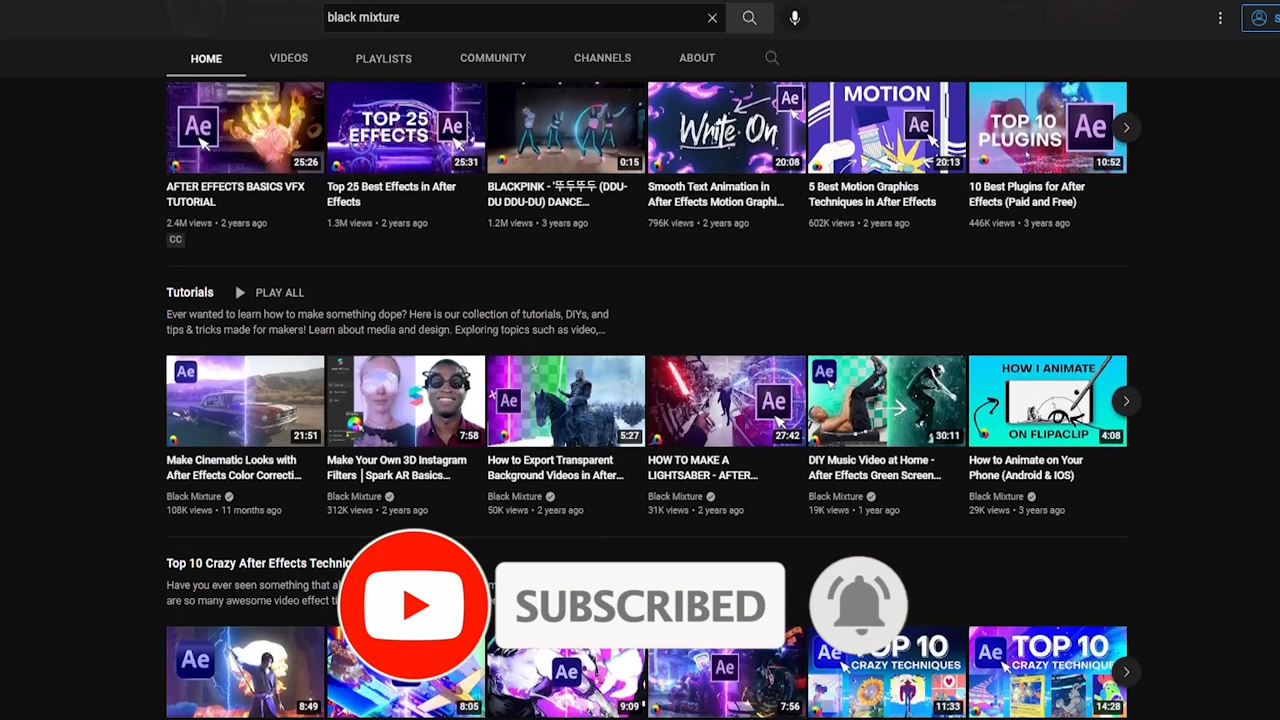 black mixture
HOME VIDEOS PLAYLISTS COMMUNITY CHANNELS ABOUT
Ae
25:26
TOP 25
EFFECTS
Ae
25:31
0:15
Write On
Ae
20:08
MOTION
Ae
20:13
TOP 10
PLUGINS
Ae
10:52
AFTER EFFECTS BASICS VFX
TUTORIAL
2.4M views • 2 years ago
CC
Top 25 Best Effects in After
Effects
1.3M views • 2 years ago
BLACKPINK - '뚜두뚜두 (DDU-
DU DDU-DU) DANCE...
1.2M views • 3 years ago
Smooth Text Animation in
After Effects Motion Graphi...
796K views • 2 years ago
5 Best Motion Graphics
Techniques in After Effects
602K views • 2 years ago
10 Best Plugins for After
Effects (Paid and Free)
446K views • 3 years ago
Tutorials PLAY ALL
Ever wanted to learn how to make something dope? Here is our collection of tutorials, DIYs, and
tips & tricks made for makers! Learn about media and design. Exploring topics such as video,...
Ae
21:51
7:58
Ae
5:27
Ae
27:42
Ae
30:11
HOW I ANIMATE
ON FLIPACLIP
4:08
Make Cinematic Looks with
After Effects Color Correcti...
Black Mixture
108K views • 11 months ago
Make Your Own 3D Instagram
Filters | Spark AR Basics...
Black Mixture
312K views • 2 years ago
How to Export Transparent
Background Videos in After...
Black Mixture
50K views • 2 years ago
HOW TO MAKE A
LIGHTSABER - AFTER...
Black Mixture
31K views • 2 years ago
DIY Music Video at Home -
After Effects Green Screen...
Black Mixture
19K views • 1 year ago
How to Animate on Your
Phone (Android & IOS)
Black Mixture
29K views • 3 years ago
Top 10 Crazy After Effects
Have you ever seen something that
are so many awesome video effect
SUBSCRIBED
Ae
8:49
8:05
Ae
9:09
Ae
7:56
Ae
TOP 10
CRAZY TECHNIQUES
11:33
Ae
TOP 10
CRAZY
14:28